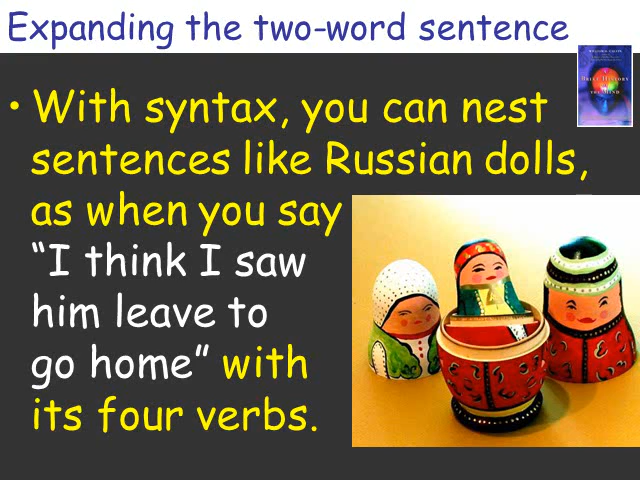 Expanding the two-word sentence
• With syntax, you can nest
sentences like Russian dolls,
as when you say
“I think I saw
him leave to
go home” with
its four verbs.